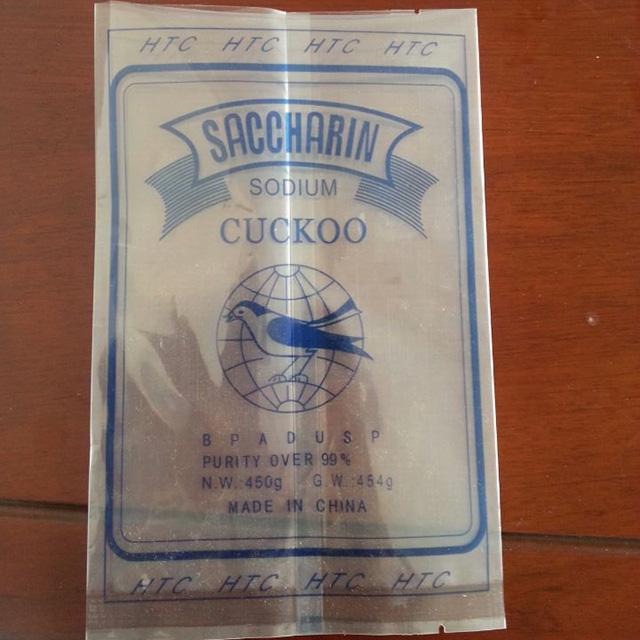 HTC HTC HTC HTC
SACCHARIN
SODIUM
CUCKOO
B P A D U S P
PURITY OVER 99%
N.W.:450g G.W.:454g
MADE IN CHINA
HTC HTC HTC HTC